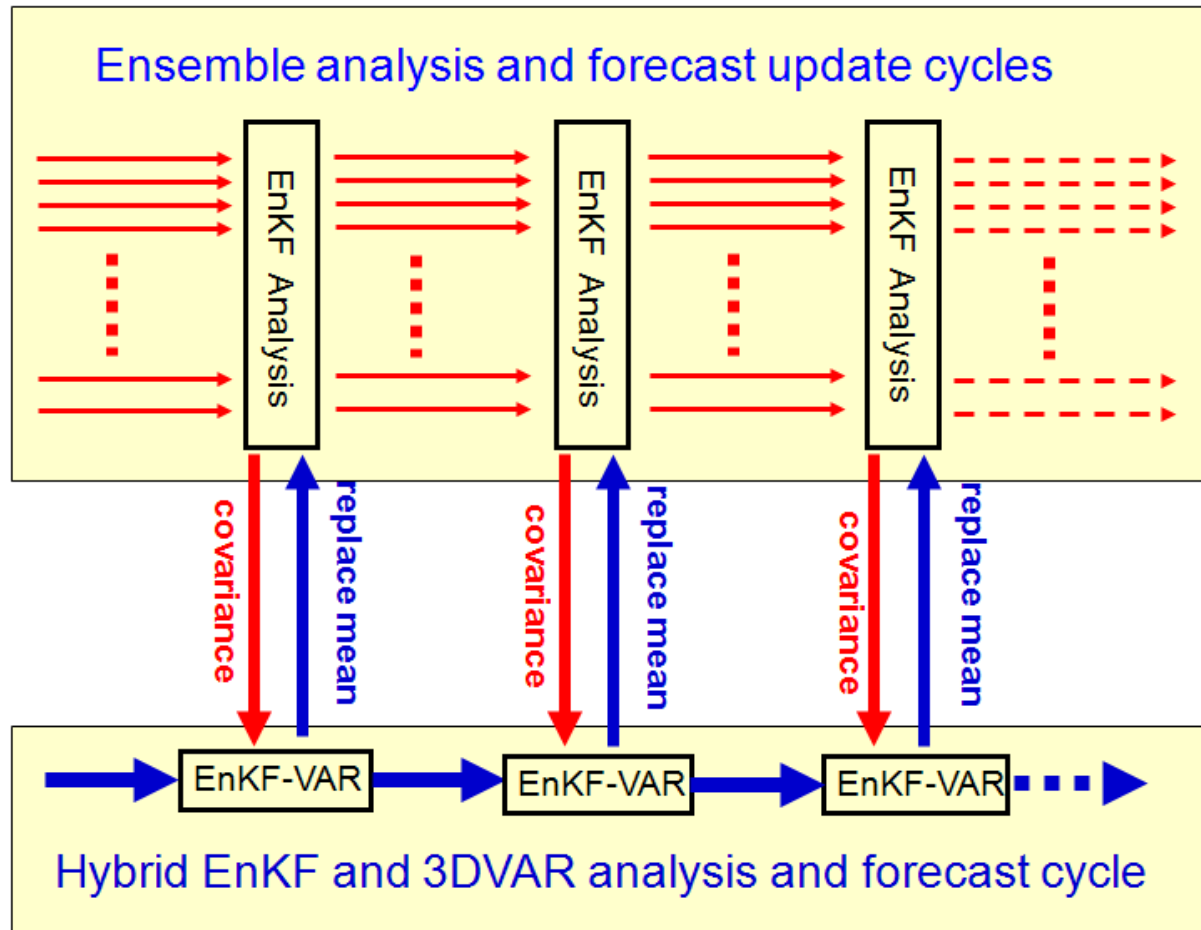 Ensemble analysis and forecast update cycles
EnKF Analysis
EnKF Analysis
EnKF Analysis
covariance
replace mean
covariance
replace mean
covariance
replace mean
EnKF-VAR
EnKF-VAR
EnKF-VAR
Hybrid EnKF and 3DVAR analysis and forecast cycle